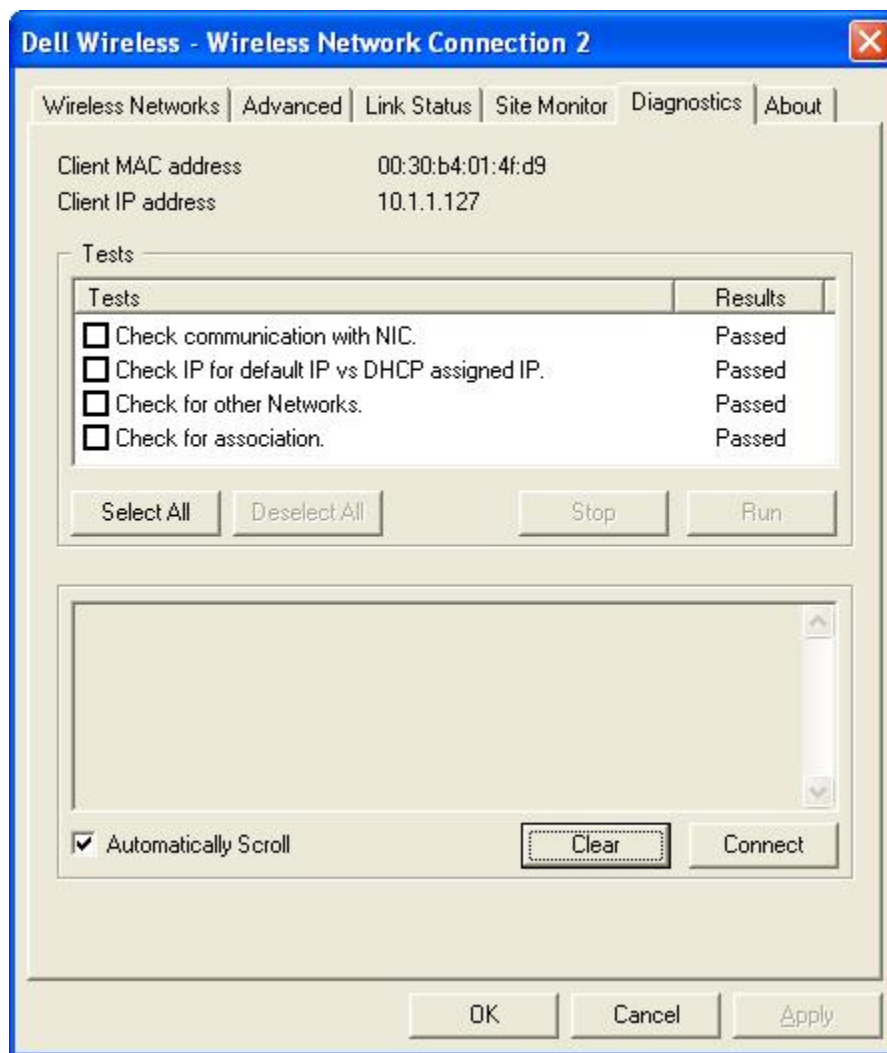 Dell Wireless - Wireless Network Connection 2
Wireless Networks Advanced Link Status Site Monitor Diagnostics About
Client MAC address 00:30:b4:01:4f:d9
Client IP address 10.1.1.127
Tests
Tests Results
Check communication with NIC. Passed
Check IP for default IP vs DHCP assigned IP. Passed
Check for other Networks. Passed
Check for association. Passed
Select All Deselect All Stop Run
Automatically Scroll Clear Connect
OK Cancel Apply